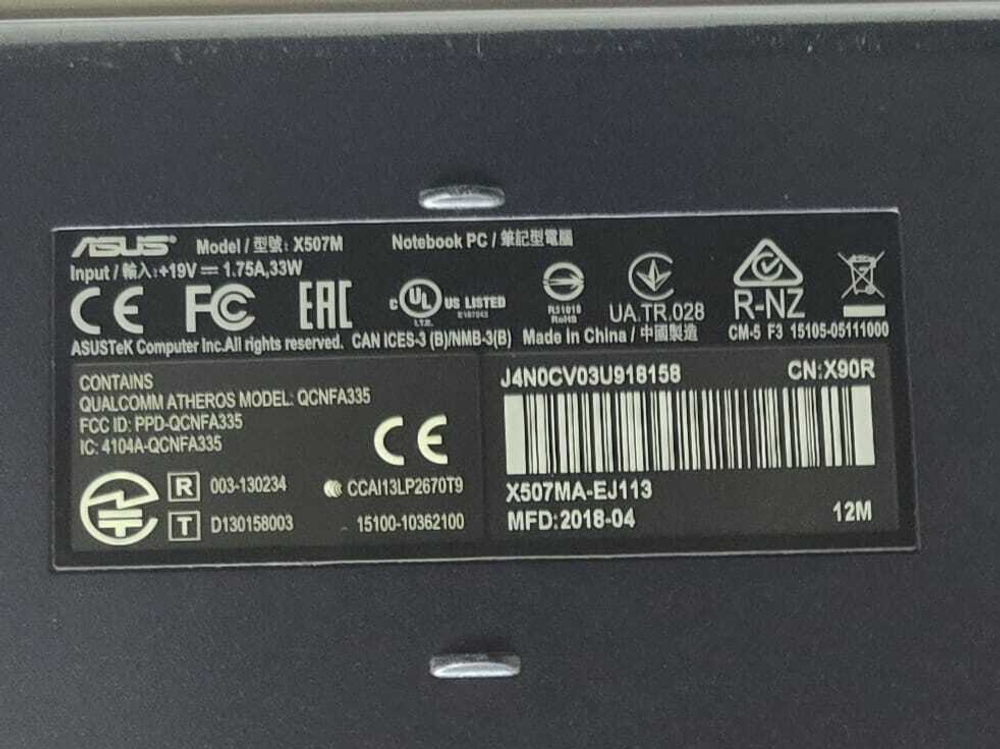 ASUS Model / 型號: X507M Notebook PC / 筆記型電腦
Input / 輸入:+19V 1.75A,33W
CE FC EAC c UL US LISTED I.T.E. R31018 RoHS UA.TR.028 R-NZ
ASUSTeK Computer Inc.All rights reserved. CAN ICES-3 (B)/NMB-3(B) Made in China / 中國製造 CM-5 F3 15105-05111000
CONTAINS
QUALCOMM ATHEROS MODEL: QCNFA335
FCC ID: PPD-QCNFA335
IC: 4104A-QCNFA335
CE
R 003-130234 CCAI13LP2670T9
T D130158003 15100-10362100
J4N0CV03U918158 CN:X90R
X507MA-EJ113
MFD:2018-04 12M